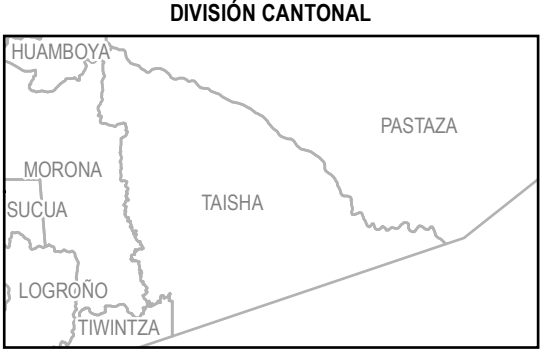 DIVISIÓN CANTONAL
HUAMBOYA
PASTAZA
MORONA
TAISHA
SUCUA
LOGROÑO
TIWINTZA